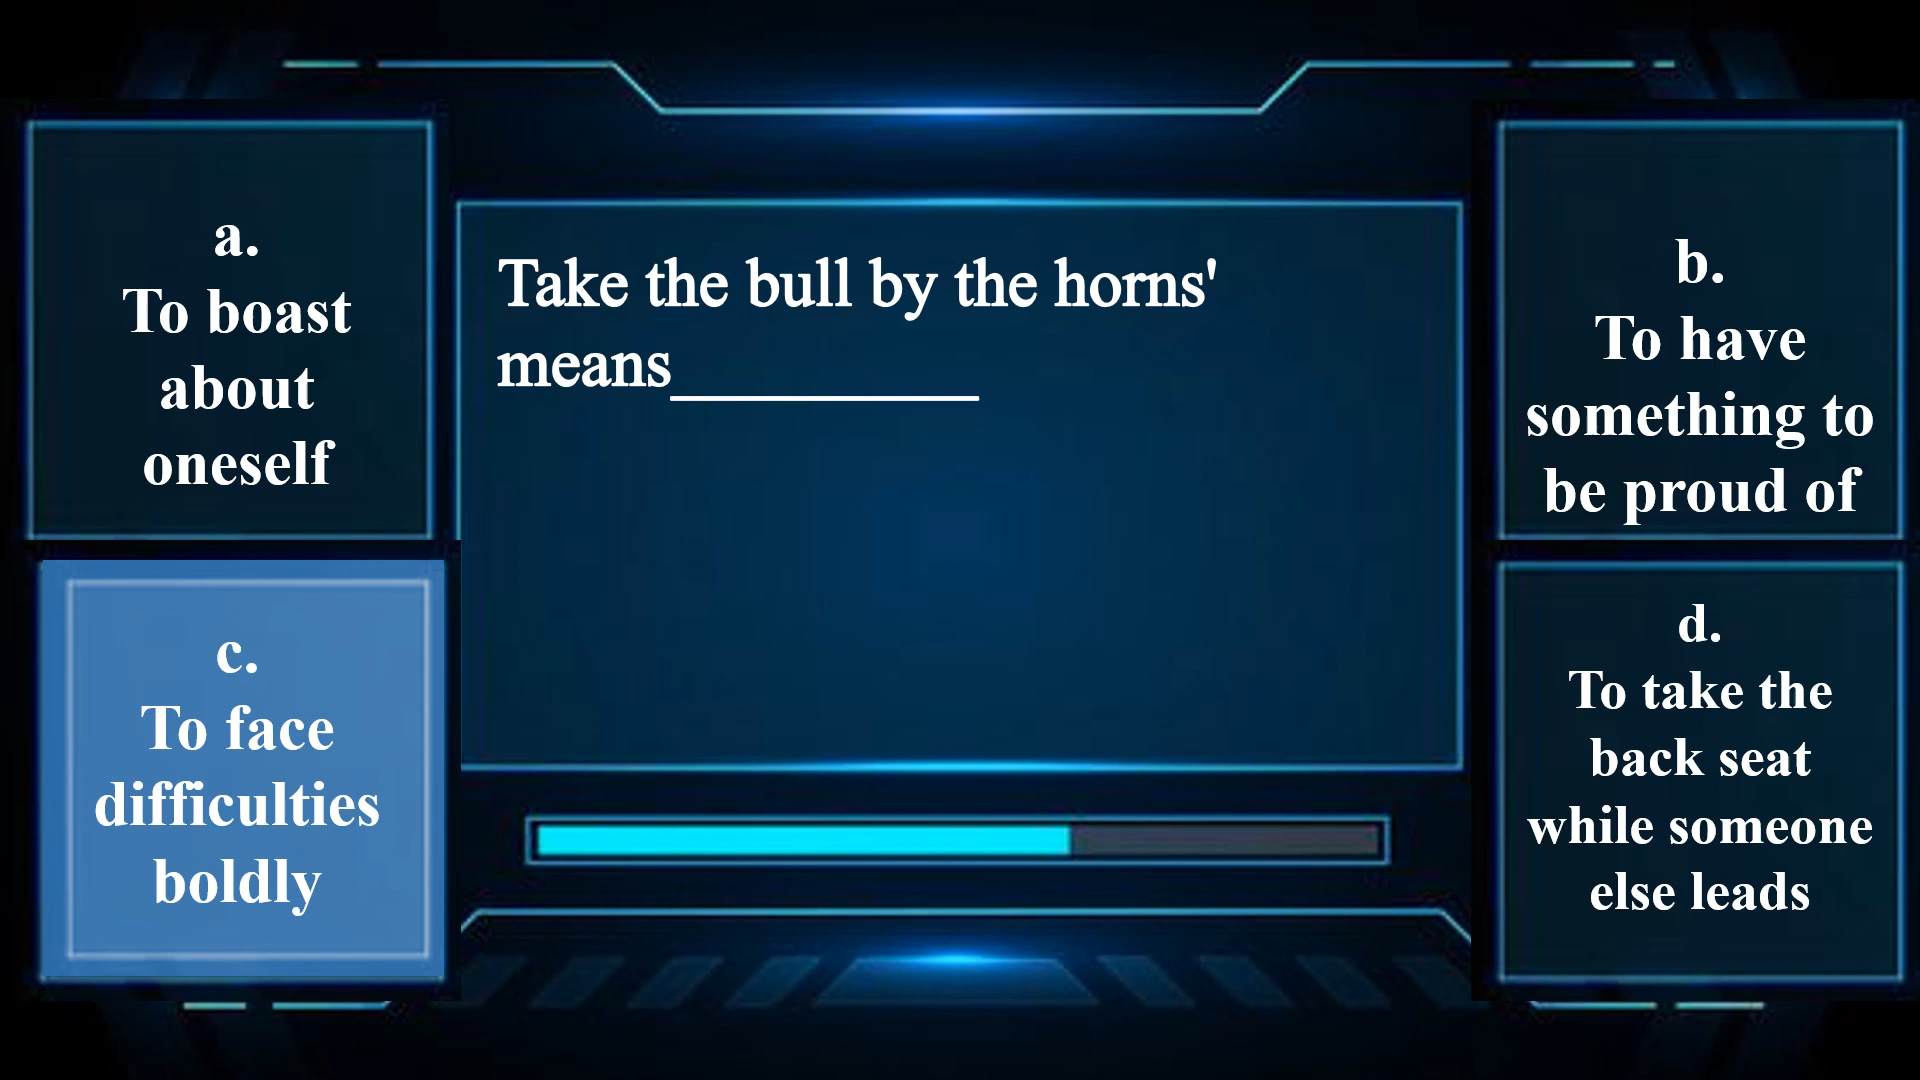 a.
To boast
about
oneself
Take the bull by the horns'
means__________
b.
To have
something to
be proud of
c.
To face
difficulties
boldly
d.
To take the
back seat
while someone
else leads